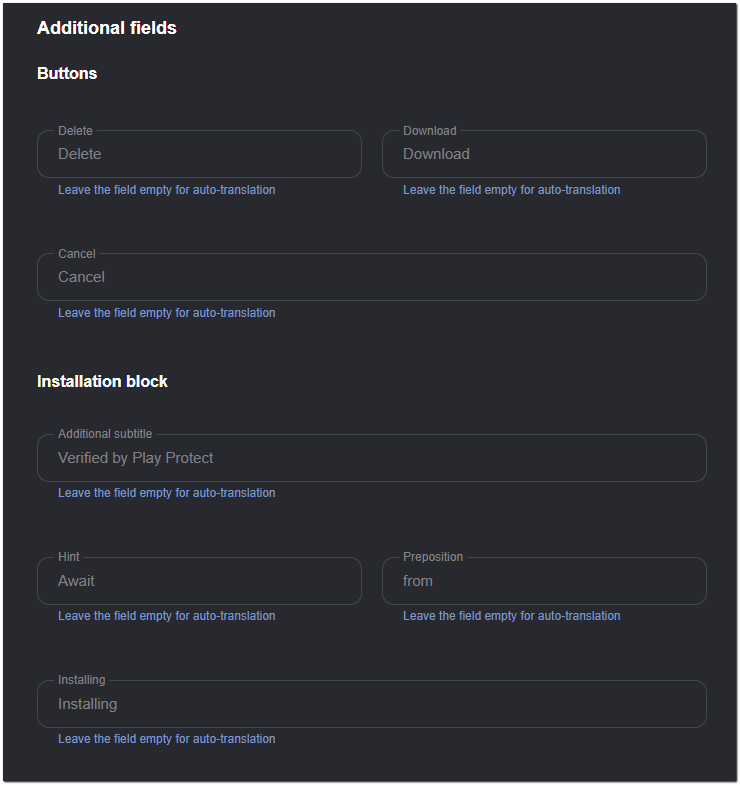 Additional fields
Buttons
Delete
Delete
Leave the field empty for auto-translation
Download
Download
Leave the field empty for auto-translation
Cancel
Cancel
Leave the field empty for auto-translation
Installation block
Additional subtitle
Verified by Play Protect
Leave the field empty for auto-translation
Hint
Await
Leave the field empty for auto-translation
Preposition
from
Leave the field empty for auto-translation
Installing
Installing
Leave the field empty for auto-translation